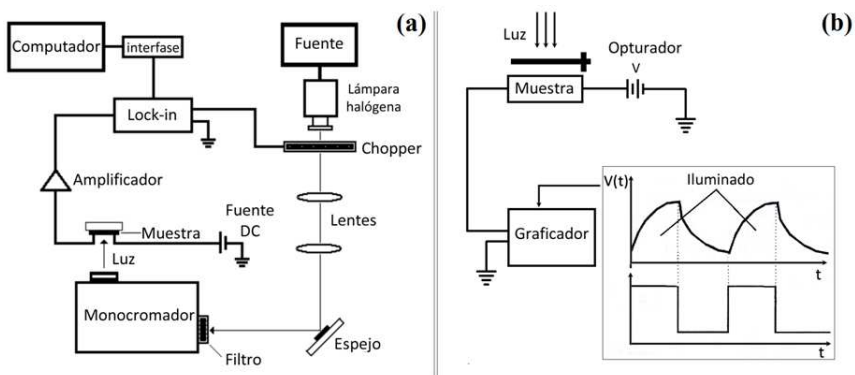 (a)
Computador
interfase
Fuente
Lámpara
halógena
Lock-in
Chopper
Amplificador
Lentes
Fuente
DC
Muestra
Luz
Monocromador
Filtro
Espejo
(b)
Luz
Opturador
V
Muestra
V(t)
Iluminado
Graficador
t
t